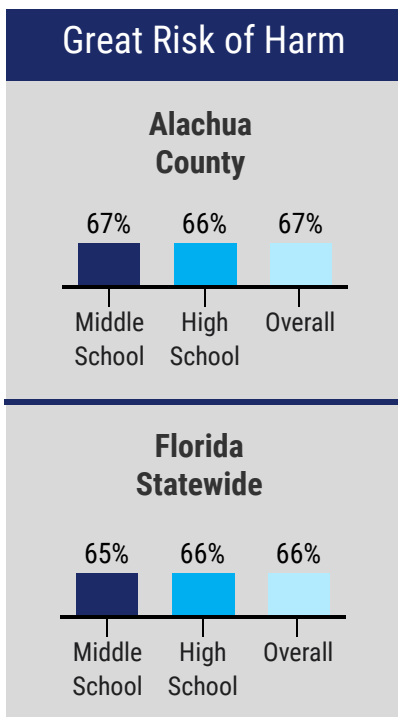 Great Risk of Harm
Alachua
County
67% 66% 67%
Middle High Overall
School School
Florida
Statewide
65% 66% 66%
Middle High Overall
School School